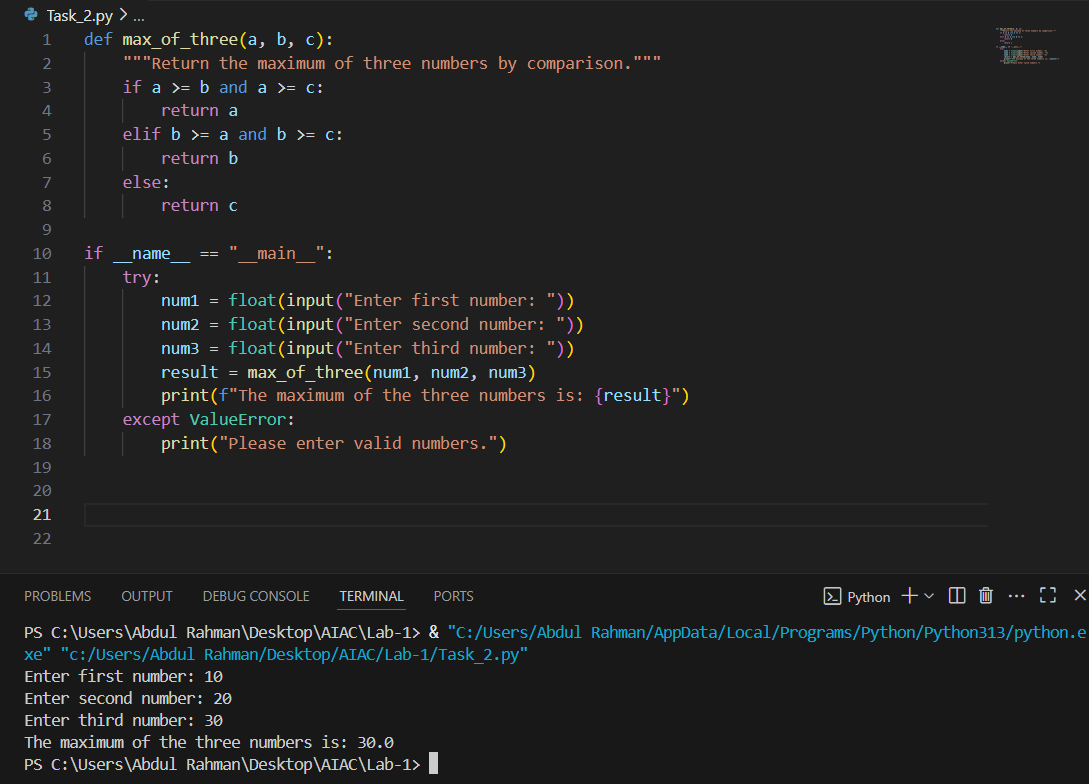 Task_2.py > ...
1 def max_of_three(a, b, c):
2     """Return the maximum of three numbers by comparison."""
3     if a >= b and a >= c:
4         return a
5     elif b >= a and b >= c:
6         return b
7     else:
8         return c
9
10 if __name__ == "__main__":
11     try:
12         num1 = float(input("Enter first number: "))
13         num2 = float(input("Enter second number: "))
14         num3 = float(input("Enter third number: "))
15         result = max_of_three(num1, num2, num3)
16         print(f"The maximum of the three numbers is: {result}")
17     except ValueError:
18         print("Please enter valid numbers.")
19
20
21
22
PROBLEMS OUTPUT DEBUG CONSOLE TERMINAL PORTS Python
PS C:\Users\Abdul Rahman\Desktop\AIAC\Lab-1> & "C:/Users/Abdul Rahman/AppData/Local/Programs/Python/Python313/python.e
xe" "c:/Users/Abdul Rahman/Desktop/AIAC/Lab-1/Task_2.py"
Enter first number: 10
Enter second number: 20
Enter third number: 30
The maximum of the three numbers is: 30.0
PS C:\Users\Abdul Rahman\Desktop\AIAC\Lab-1>